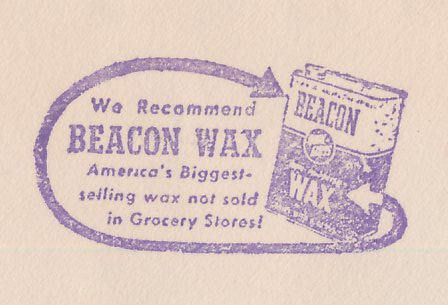 We Recommend
BEACON WAX
America's Biggest-
selling wax not sold
in Grocery Stores!
BEACON
WAX